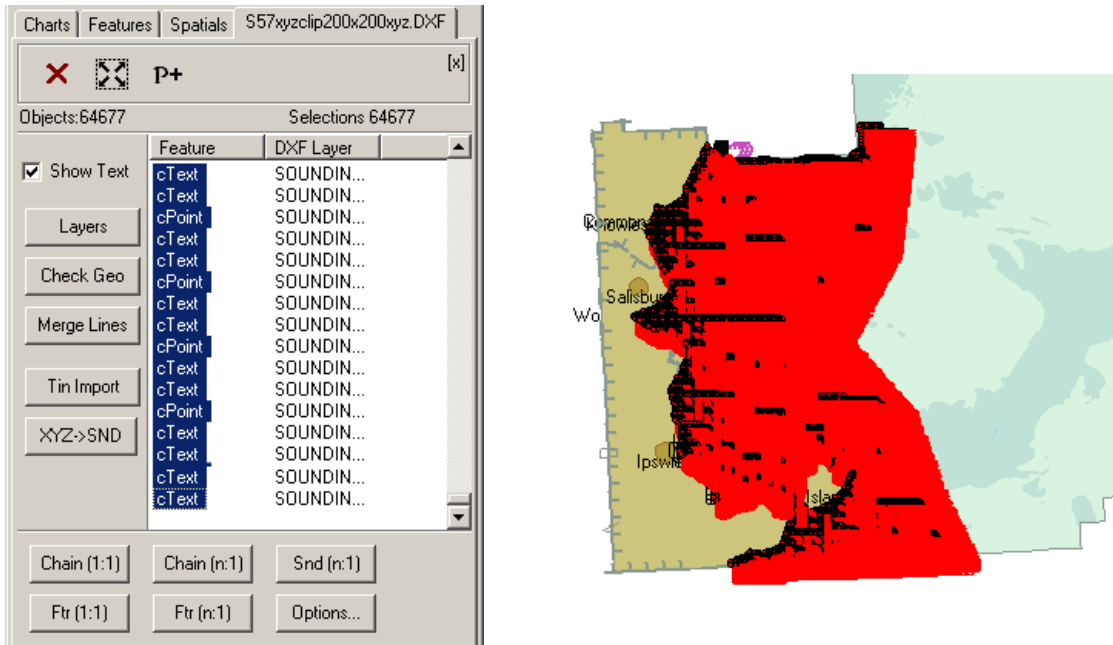 Charts Features Spatials S57xyzclip200x200xyz.DXF
P+ [x]
Objects:64677 Selections 64677
Feature DXF Layer
Show Text
Layers
Check Geo
Merge Lines
Tin Import
XYZ->SND
cText SOUNDIN...
cText SOUNDIN...
cPoint SOUNDIN...
cText SOUNDIN...
cText SOUNDIN...
cPoint SOUNDIN...
cText SOUNDIN...
cText SOUNDIN...
cPoint SOUNDIN...
cText SOUNDIN...
cText SOUNDIN...
cPoint SOUNDIN...
cText SOUNDIN...
cText SOUNDIN...
cText SOUNDIN...
cText SOUNDIN...
Chain (1:1) Chain (n:1) Snd (n:1)
Ftr (1:1) Ftr (n:1) Options...
Salisbu
Wo
Ipswi
Isla